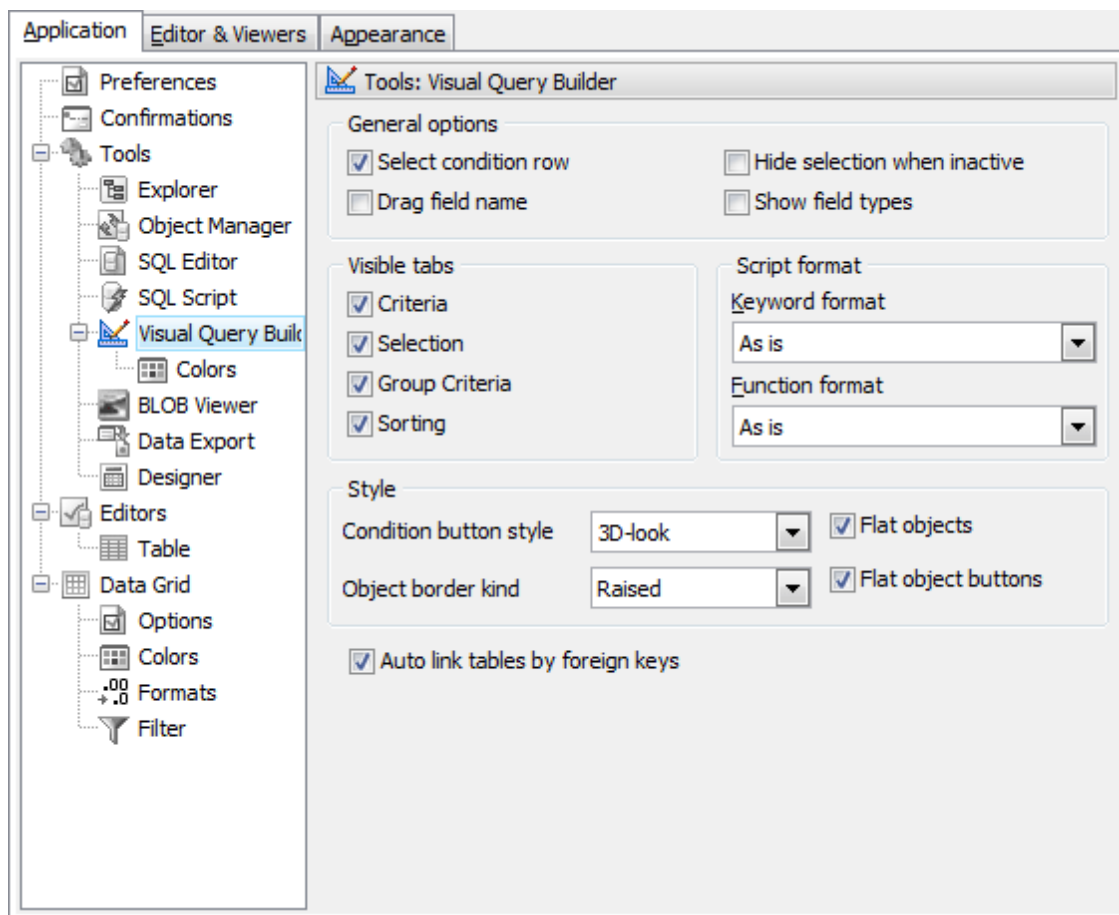 Application
Editor & Viewers
Appearance
Preferences
Confirmations
Tools
Explorer
Object Manager
SQL Editor
SQL Script
Visual Query Build
Colors
BLOB Viewer
Data Export
Designer
Editors
Table
Data Grid
Options
Colors
Formats
Filter
Tools: Visual Query Builder
General options
Select condition row
Hide selection when inactive
Drag field name
Show field types
Visible tabs
Criteria
Selection
Group Criteria
Sorting
Script format
Keyword format
As is
Function format
As is
Style
Condition button style
3D-look
Flat objects
Object border kind
Raised
Flat object buttons
Auto link tables by foreign keys